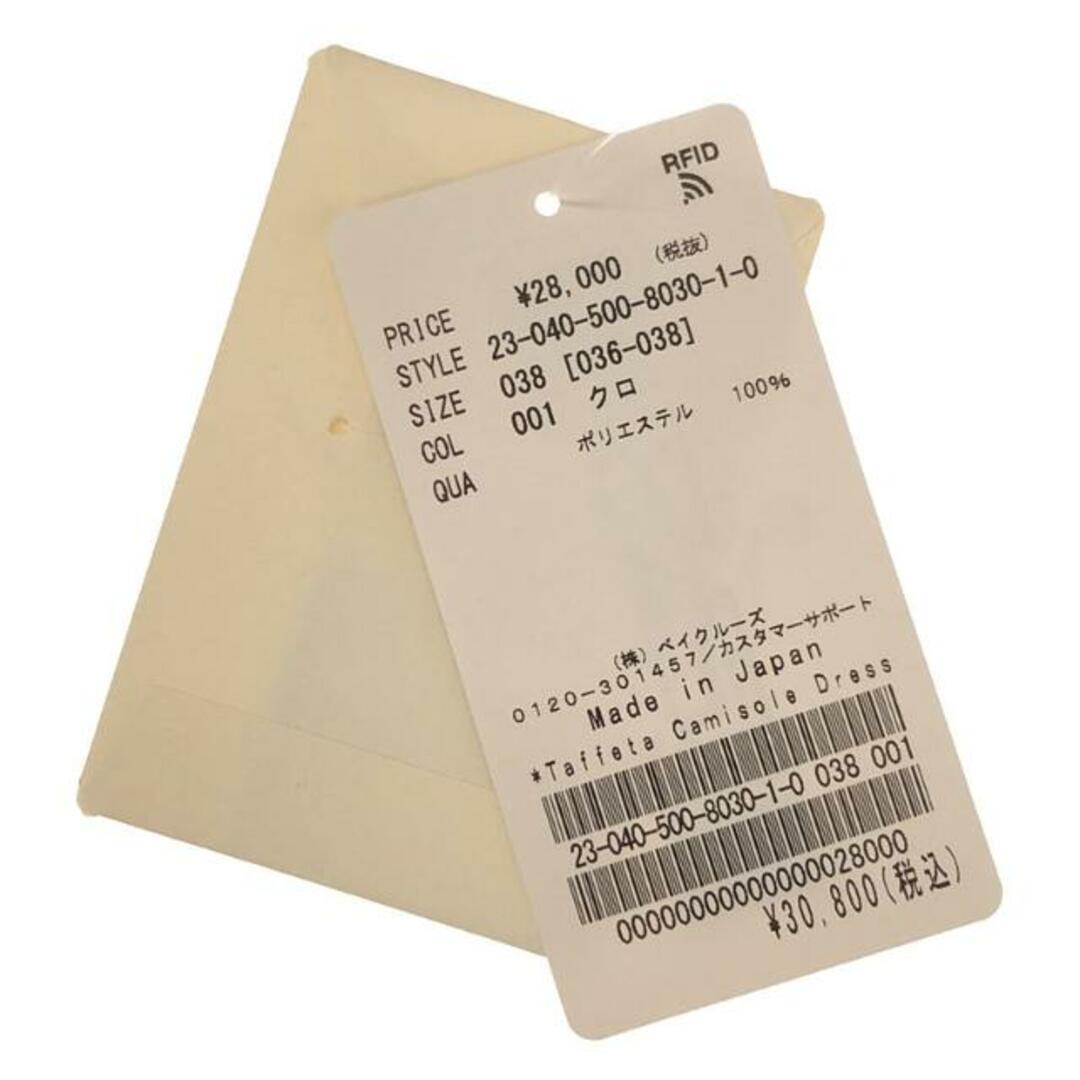 RFID
PRICE ¥28,000 (税抜)
STYLE 23-040-500-8030-1-0
SIZE 038 [036-038]
COL 001 クロ
QUA ポリエステル 100%
(株) ベイクルーズ
0120-301457/カスタマーサポート
Made in Japan
*Taffeta Camisole Dress
23-040-500-8030-1-0 038 001
0000000000000028000
¥30,800(税込)